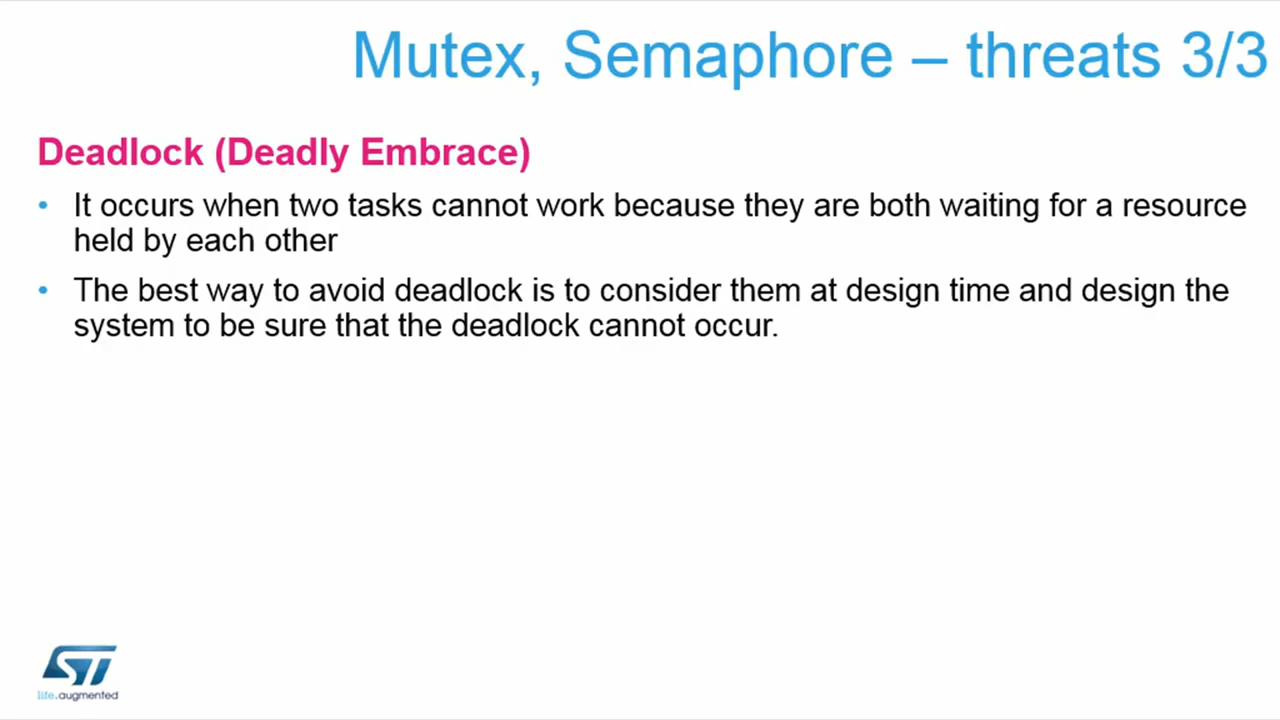 Mutex, Semaphore – threats 3/3
Deadlock (Deadly Embrace)
• It occurs when two tasks cannot work because they are both waiting for a resource
held by each other
• The best way to avoid deadlock is to consider them at design time and design the
system to be sure that the deadlock cannot occur.
ST
life.augmented